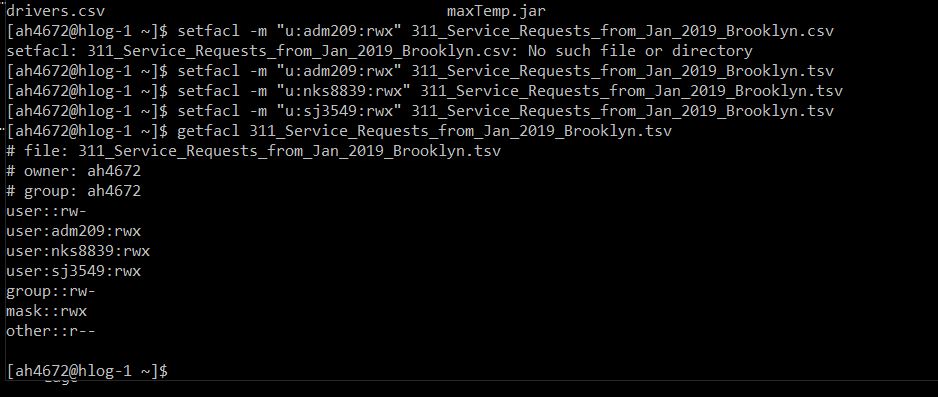 drivers.csv maxTemp.jar
[ah4672@hlog-1 ~]$ setfacl -m "u:adm209:rwx" 311_Service_Requests_from_Jan_2019_Brooklyn.csv
setfacl: 311_Service_Requests_from_Jan_2019_Brooklyn.csv: No such file or directory
[ah4672@hlog-1 ~]$ setfacl -m "u:adm209:rwx" 311_Service_Requests_from_Jan_2019_Brooklyn.tsv
[ah4672@hlog-1 ~]$ setfacl -m "u:nks8839:rwx" 311_Service_Requests_from_Jan_2019_Brooklyn.tsv
[ah4672@hlog-1 ~]$ setfacl -m "u:sj3549:rwx" 311_Service_Requests_from_Jan_2019_Brooklyn.tsv
[ah4672@hlog-1 ~]$ getfacl 311_Service_Requests_from_Jan_2019_Brooklyn.tsv
# file: 311_Service_Requests_from_Jan_2019_Brooklyn.tsv
# owner: ah4672
# group: ah4672
user::rw-
user:adm209:rwx
user:nks8839:rwx
user:sj3549:rwx
group::rw-
mask::rwx
other::r--
[ah4672@hlog-1 ~]$